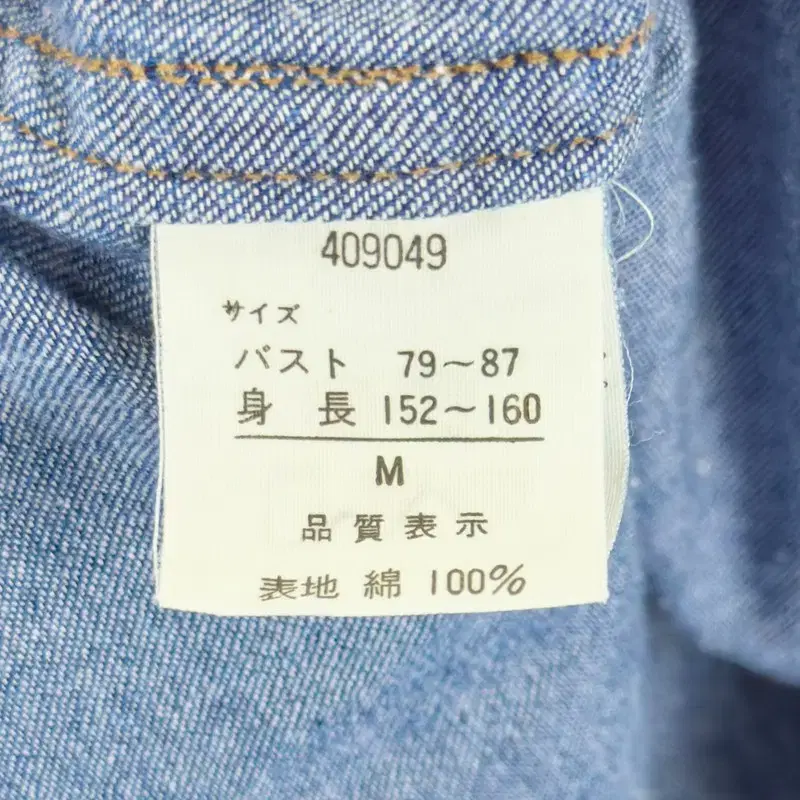 409049
サイズ
バスト 79～87
身長 152～160
M
品質表示
表地 綿 100%